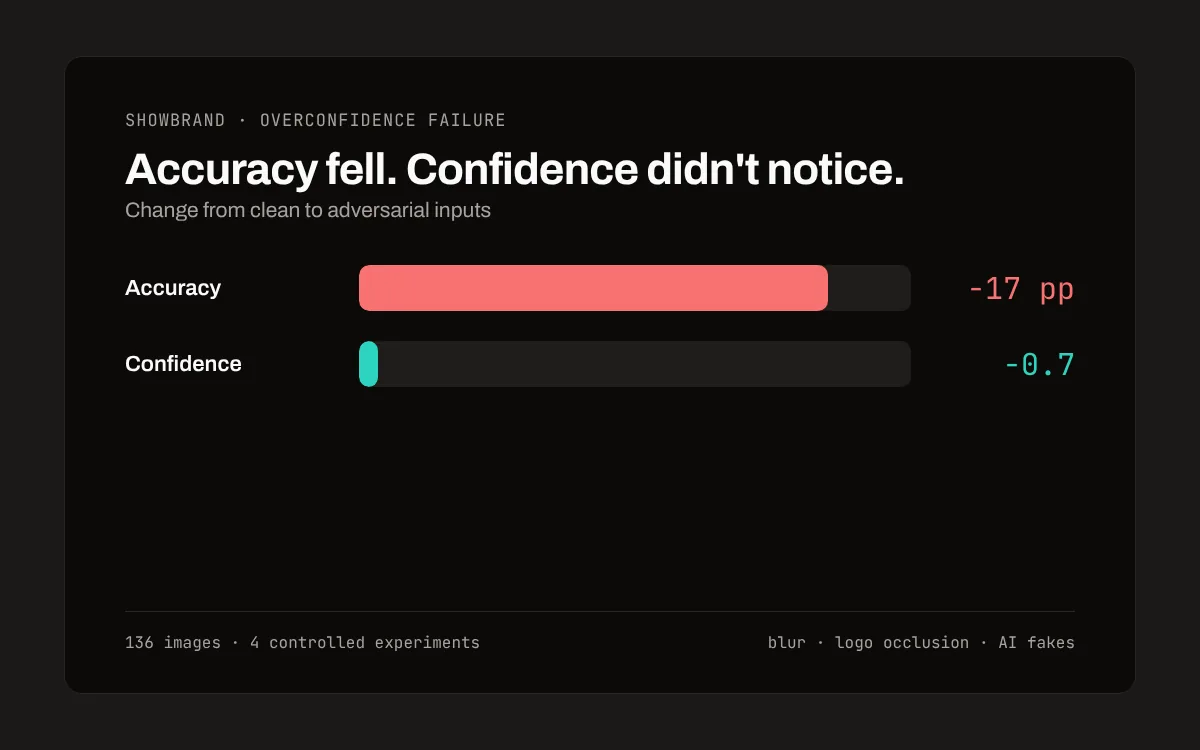 SHOWBRAND · OVERCONFIDENCE FAILURE
Accuracy fell. Confidence didn't notice.
Change from clean to adversarial inputs
Accuracy -17 pp
Confidence -0.7
136 images · 4 controlled experiments
blur · logo occlusion · AI fakes